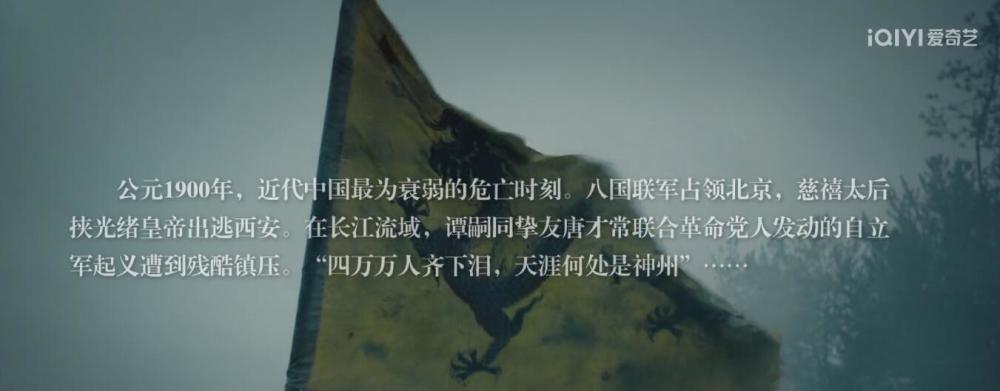 iQIYI爱奇艺
公元1900年，近代中国最为衰弱的危亡时刻。八国联军占领北京，慈禧太后
挟光绪皇帝出逃西安。在长江流域，谭嗣同挚友唐才常联合革命党人发动的自立
军起义遭到残酷镇压。“四万万人齐下泪，天涯何处是神州”……